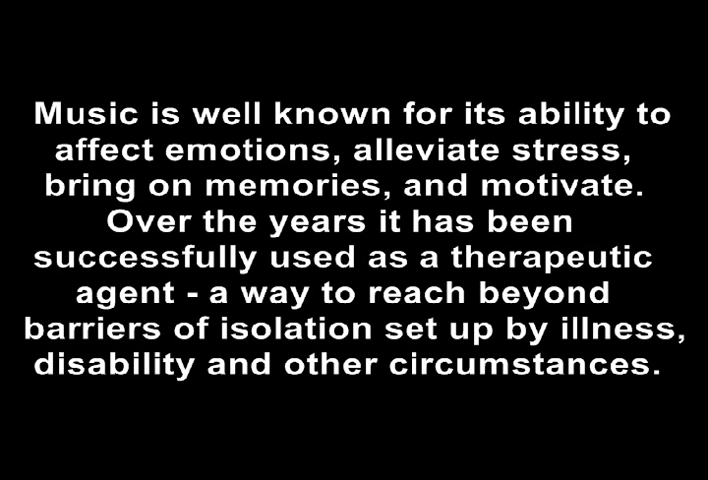 Music is well known for its ability to
affect emotions, alleviate stress,
bring on memories, and motivate.
Over the years it has been
successfully used as a therapeutic
agent - a way to reach beyond
barriers of isolation set up by illness,
disability and other circumstances.